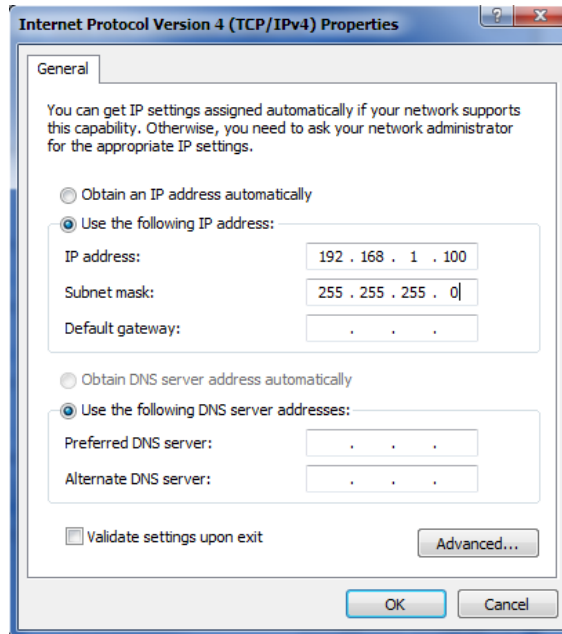 Internet Protocol Version 4 (TCP/IPv4) Properties
? X
General
You can get IP settings assigned automatically if your network supports
this capability. Otherwise, you need to ask your network administrator
for the appropriate IP settings.
Obtain an IP address automatically
Use the following IP address:
IP address: 192 . 168 . 1 . 100
Subnet mask: 255 . 255 . 255 . 0
Default gateway: . . .
Obtain DNS server address automatically
Use the following DNS server addresses:
Preferred DNS server: . . .
Alternate DNS server: . . .
Validate settings upon exit
Advanced...
OK Cancel